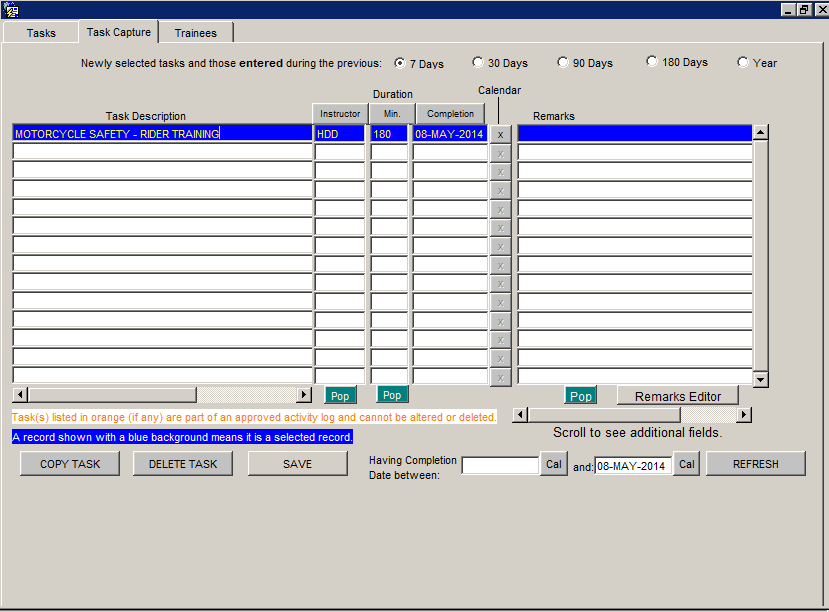 Tasks
Task Capture
Trainees
Newly selected tasks and those entered during the previous: 7 Days 30 Days 90 Days 180 Days Year
Duration
Calendar
Task Description
Instructor
Min.
Completion
Remarks
MOTORCYCLE SAFETY - RIDER TRAINING HDD 180 08-MAY-2014 x
x
x
x
x
x
x
x
x
x
x
x
x
x
Pop
Pop
Pop
Remarks Editor
Task(s) listed in orange (if any) are part of an approved activity log and cannot be altered or deleted.
Scroll to see additional fields.
A record shown with a blue background means it is a selected record.
COPY TASK
DELETE TASK
SAVE
Having Completion
Date between:
Cal
and:
08-MAY-2014
Cal
REFRESH